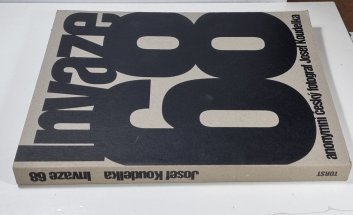 Invaze
68
anonymní český fotograf Josef Koudelka
Josef Koudelka Invaze 68
TORST